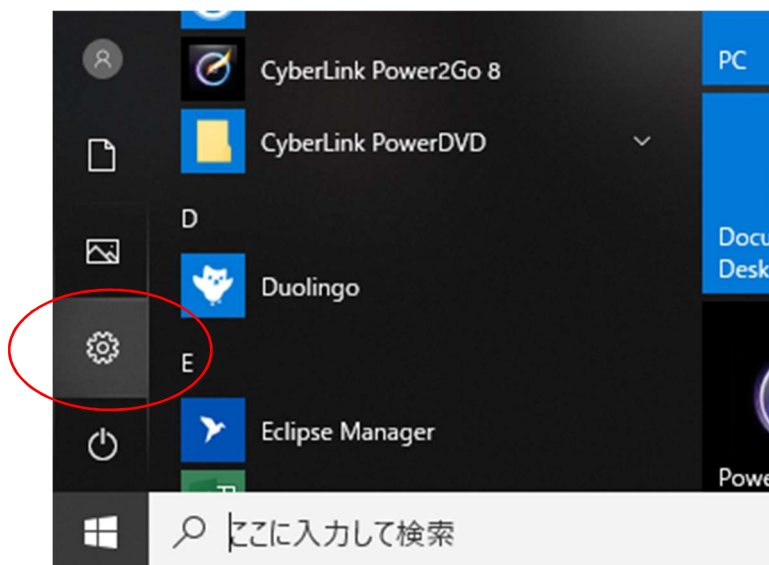 CyberLink Power2Go 8
CyberLink PowerDVD
D
Duolingo
E
Eclipse Manager
PC
Docu
Desk
Powe
ここに入力して検索